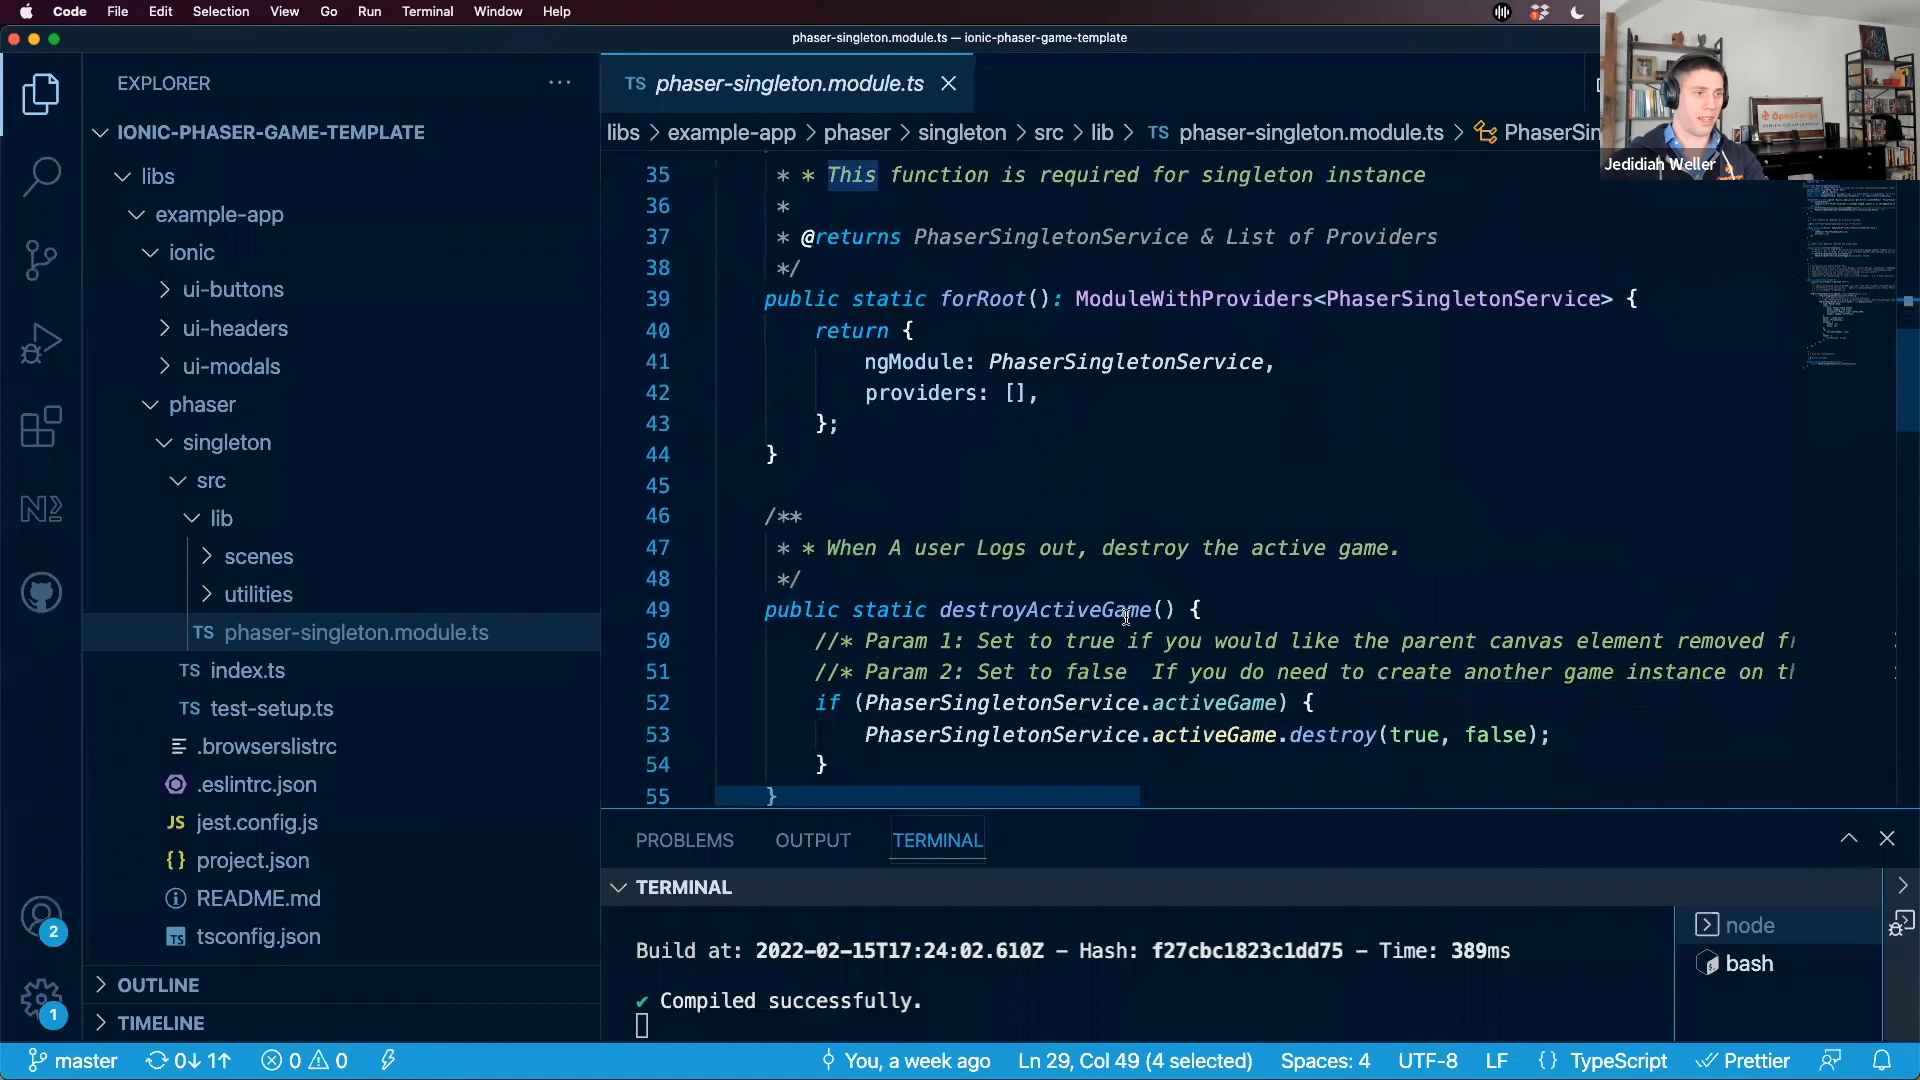 Code File Edit Selection View Go Run Terminal Window Help
phaser-singleton.module.ts — ionic-phaser-game-template
EXPLORER
IONIC-PHASER-GAME-TEMPLATE
libs
example-app
ionic
ui-buttons
ui-headers
ui-modals
phaser
singleton
src
lib
scenes
utilities
TS phaser-singleton.module.ts
TS index.ts
TS test-setup.ts
.browserslistrc
.eslintrc.json
JS jest.config.js
{} project.json
README.md
TS tsconfig.json
OUTLINE
TIMELINE
TS phaser-singleton.module.ts
libs > example-app > phaser > singleton > src > lib > TS phaser-singleton.module.ts > PhaserSin
35 * * This function is required for singleton instance
36 *
37 * @returns PhaserSingletonService & List of Providers
38 */
39 public static forRoot(): ModuleWithProviders<PhaserSingletonService> {
40 return {
41 ngModule: PhaserSingletonService,
42 providers: [],
43 };
44 }
45
46 /**
47 * * When A user Logs out, destroy the active game.
48 */
49 public static destroyActiveGame() {
50 //* Param 1: Set to true if you would like the parent canvas element removed fr
51 //* Param 2: Set to false  If you do need to create another game instance on th
52 if (PhaserSingletonService.activeGame) {
53 PhaserSingletonService.activeGame.destroy(true, false);
54 }
55 }
OpenForge
Jedidiah Weller
PROBLEMS OUTPUT TERMINAL
TERMINAL
Build at: 2022-02-15T17:24:02.610Z - Hash: f27cbc1823c1dd75 - Time: 389ms
✔ Compiled successfully.
node
bash
2
1
master 0↓ 1↑ 0 0 You, a week ago Ln 29, Col 49 (4 selected) Spaces: 4 UTF-8 LF {} TypeScript Prettier